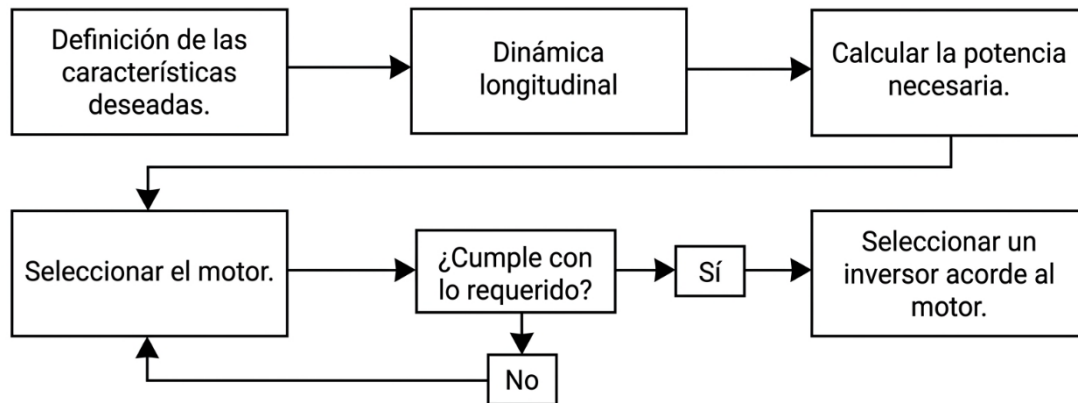 Definición de las
características
deseadas.
Dinámica
longitudinal
Calcular la potencia
necesaria.
Seleccionar el motor.
¿Cumple con
lo requerido?
Sí
Seleccionar un
inversor acorde al
motor.
No